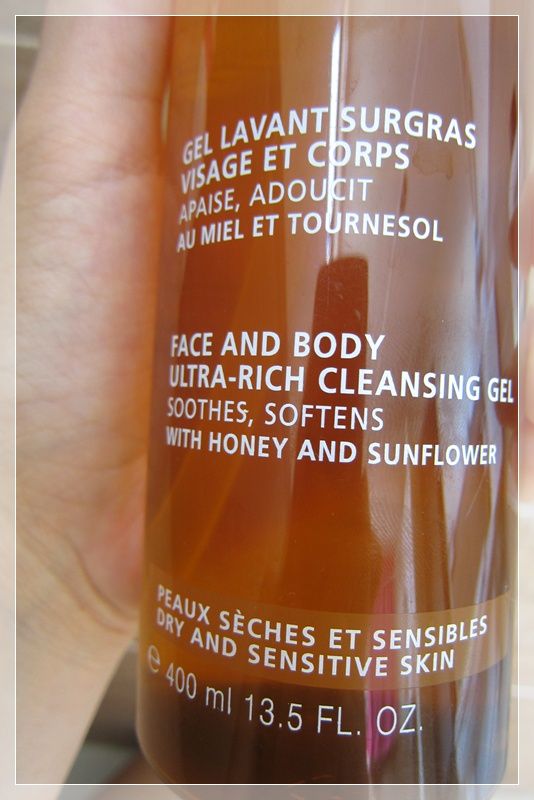 GEL LAVANT SURGRAS
VISAGE ET CORPS
APAISE, ADOUCIT
AU MIEL ET TOURNESOL
FACE AND BODY
ULTRA-RICH CLEANSING GEL
SOOTHES, SOFTENS
WITH HONEY AND SUNFLOWER
PEAUX SÈCHES ET SENSIBLES
DRY AND SENSITIVE SKIN
℮ 400 ml 13.5 FL. OZ.